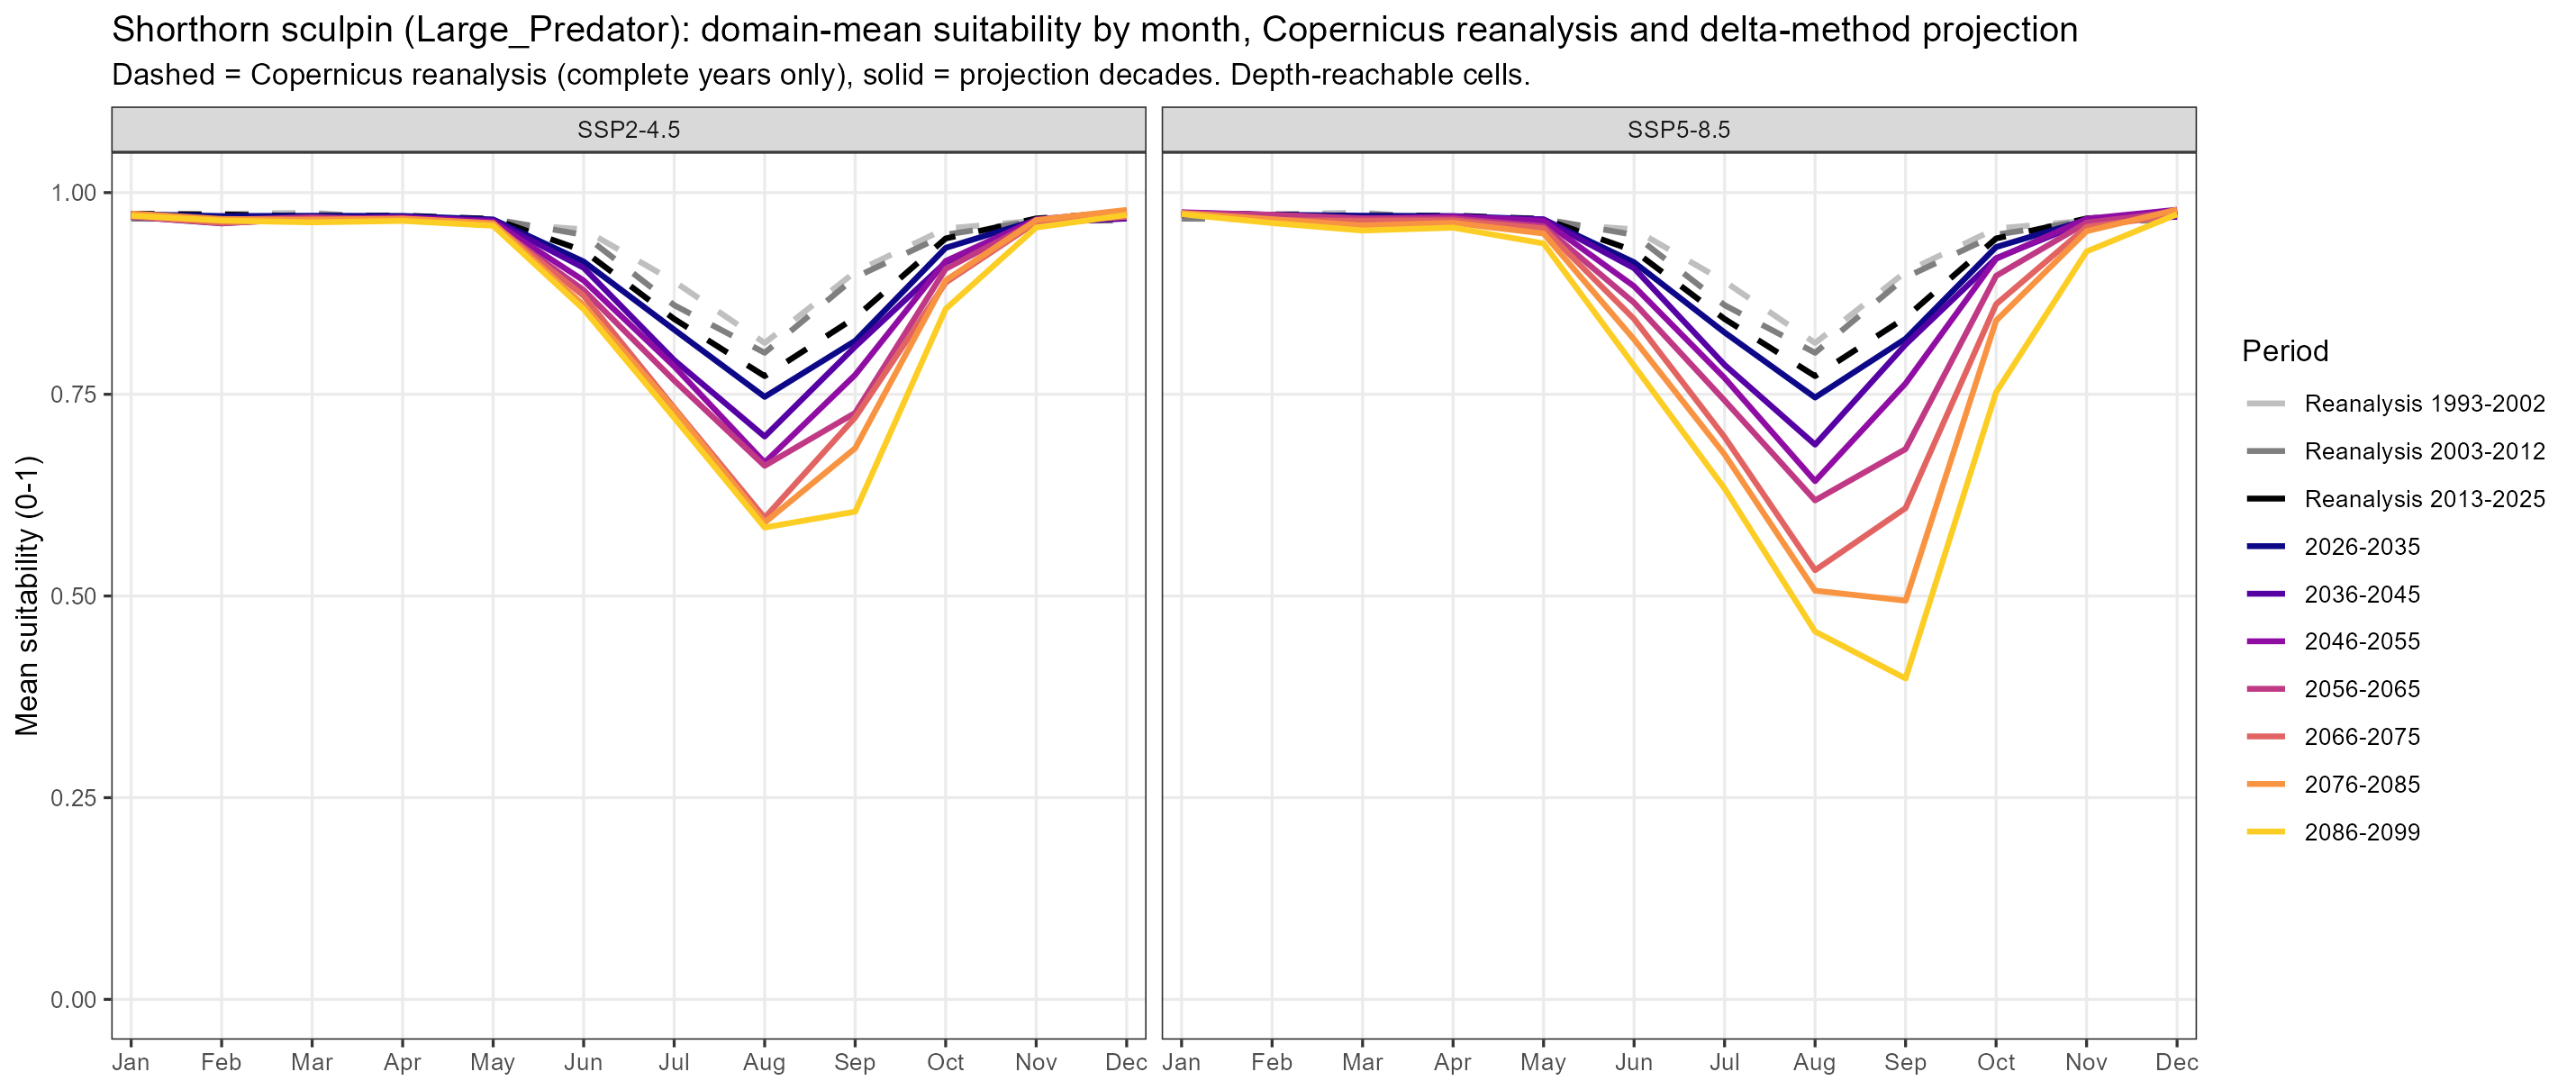 Shorthorn sculpin (Large_Predator): domain-mean suitability by month, Copernicus reanalysis and delta-method projection
Dashed = Copernicus reanalysis (complete years only), solid = projection decades. Depth-reachable cells.
SSP2-4.5
SSP5-8.5
Mean suitability (0-1)
1.00
0.75
0.50
0.25
0.00
Jan Feb Mar Apr May Jun Jul Aug Sep Oct Nov Dec
Jan Feb Mar Apr May Jun Jul Aug Sep Oct Nov Dec
Period
Reanalysis 1993-2002
Reanalysis 2003-2012
Reanalysis 2013-2025
2026-2035
2036-2045
2046-2055
2056-2065
2066-2075
2076-2085
2086-2099